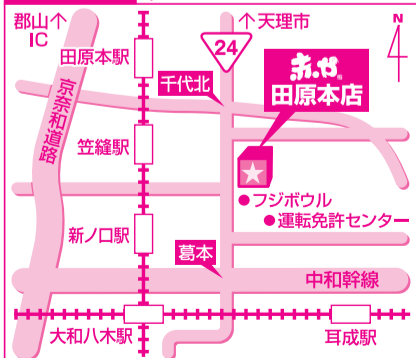 郡山
IC
田原本駅
天理市
24
N
千代北
赤ちゃん
田原本店
京奈和道路
笠縫駅
フジボウル
運転免許センター
新ノ口駅
葛本
中和幹線
大和八木駅
耳成駅